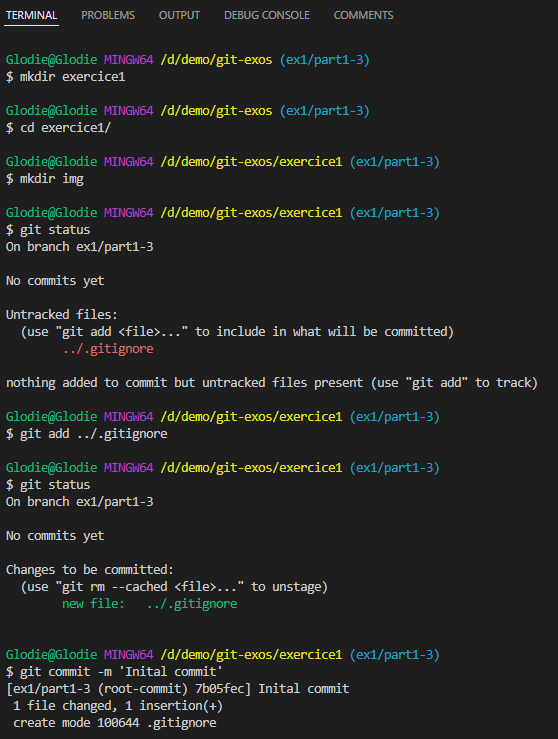 TERMINAL PROBLEMS OUTPUT DEBUG CONSOLE COMMENTS
Glodie@Glodie MINGW64 /d/demo/git-exos (ex1/part1-3)
$ mkdir exercice1
Glodie@Glodie MINGW64 /d/demo/git-exos (ex1/part1-3)
$ cd exercice1/
Glodie@Glodie MINGW64 /d/demo/git-exos/exercice1 (ex1/part1-3)
$ mkdir img
Glodie@Glodie MINGW64 /d/demo/git-exos/exercice1 (ex1/part1-3)
$ git status
On branch ex1/part1-3
No commits yet
Untracked files:
(use "git add <file>..." to include in what will be committed)
../.gitignore
nothing added to commit but untracked files present (use "git add" to track)
Glodie@Glodie MINGW64 /d/demo/git-exos/exercice1 (ex1/part1-3)
$ git add ../.gitignore
Glodie@Glodie MINGW64 /d/demo/git-exos/exercice1 (ex1/part1-3)
$ git status
On branch ex1/part1-3
No commits yet
Changes to be committed:
(use "git rm --cached <file>..." to unstage)
new file: ../.gitignore
Glodie@Glodie MINGW64 /d/demo/git-exos/exercice1 (ex1/part1-3)
$ git commit -m 'Inital commit'
[ex1/part1-3 (root-commit) 7b05fec] Inital commit
1 file changed, 1 insertion(+)
create mode 100644 .gitignore